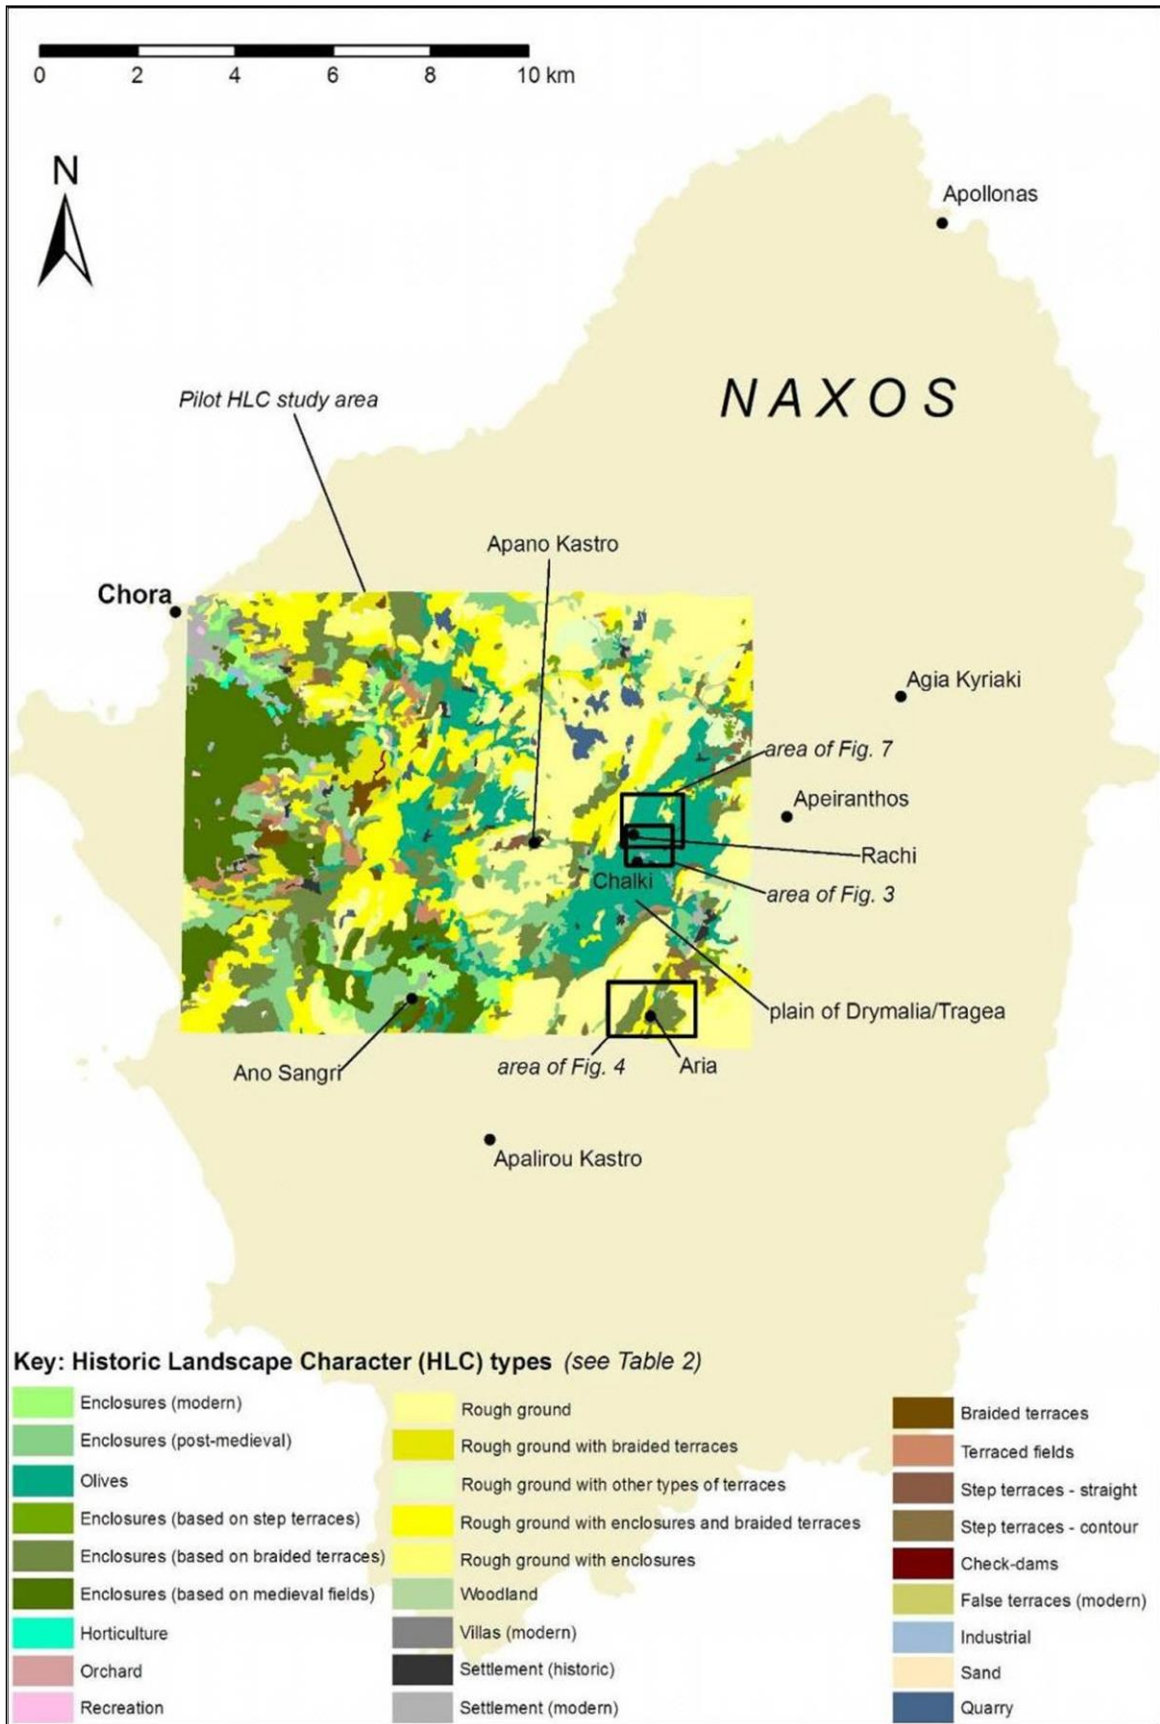 0 2 4 6 8 10 km
N
Apollonas
NAXOS
Pilot HLC study area
Apano Kastro
Chora
Agia Kyriaki
area of Fig. 7
Apeiranthos
Rachi
Chalki
area of Fig. 3
plain of Drymalia/Tragea
Ano Sangri
area of Fig. 4
Aria
Apalirou Kastro
Key: Historic Landscape Character (HLC) types (see Table 2)
Enclosures (modern)
Enclosures (post-medieval)
Olives
Enclosures (based on step terraces)
Enclosures (based on braided terraces)
Enclosures (based on medieval fields)
Horticulture
Orchard
Recreation
Rough ground
Rough ground with braided terraces
Rough ground with other types of terraces
Rough ground with enclosures and braided terraces
Rough ground with enclosures
Woodland
Villas (modern)
Settlement (historic)
Settlement (modern)
Braided terraces
Terraced fields
Step terraces - straight
Step terraces - contour
Check-dams
False terraces (modern)
Industrial
Sand
Quarry